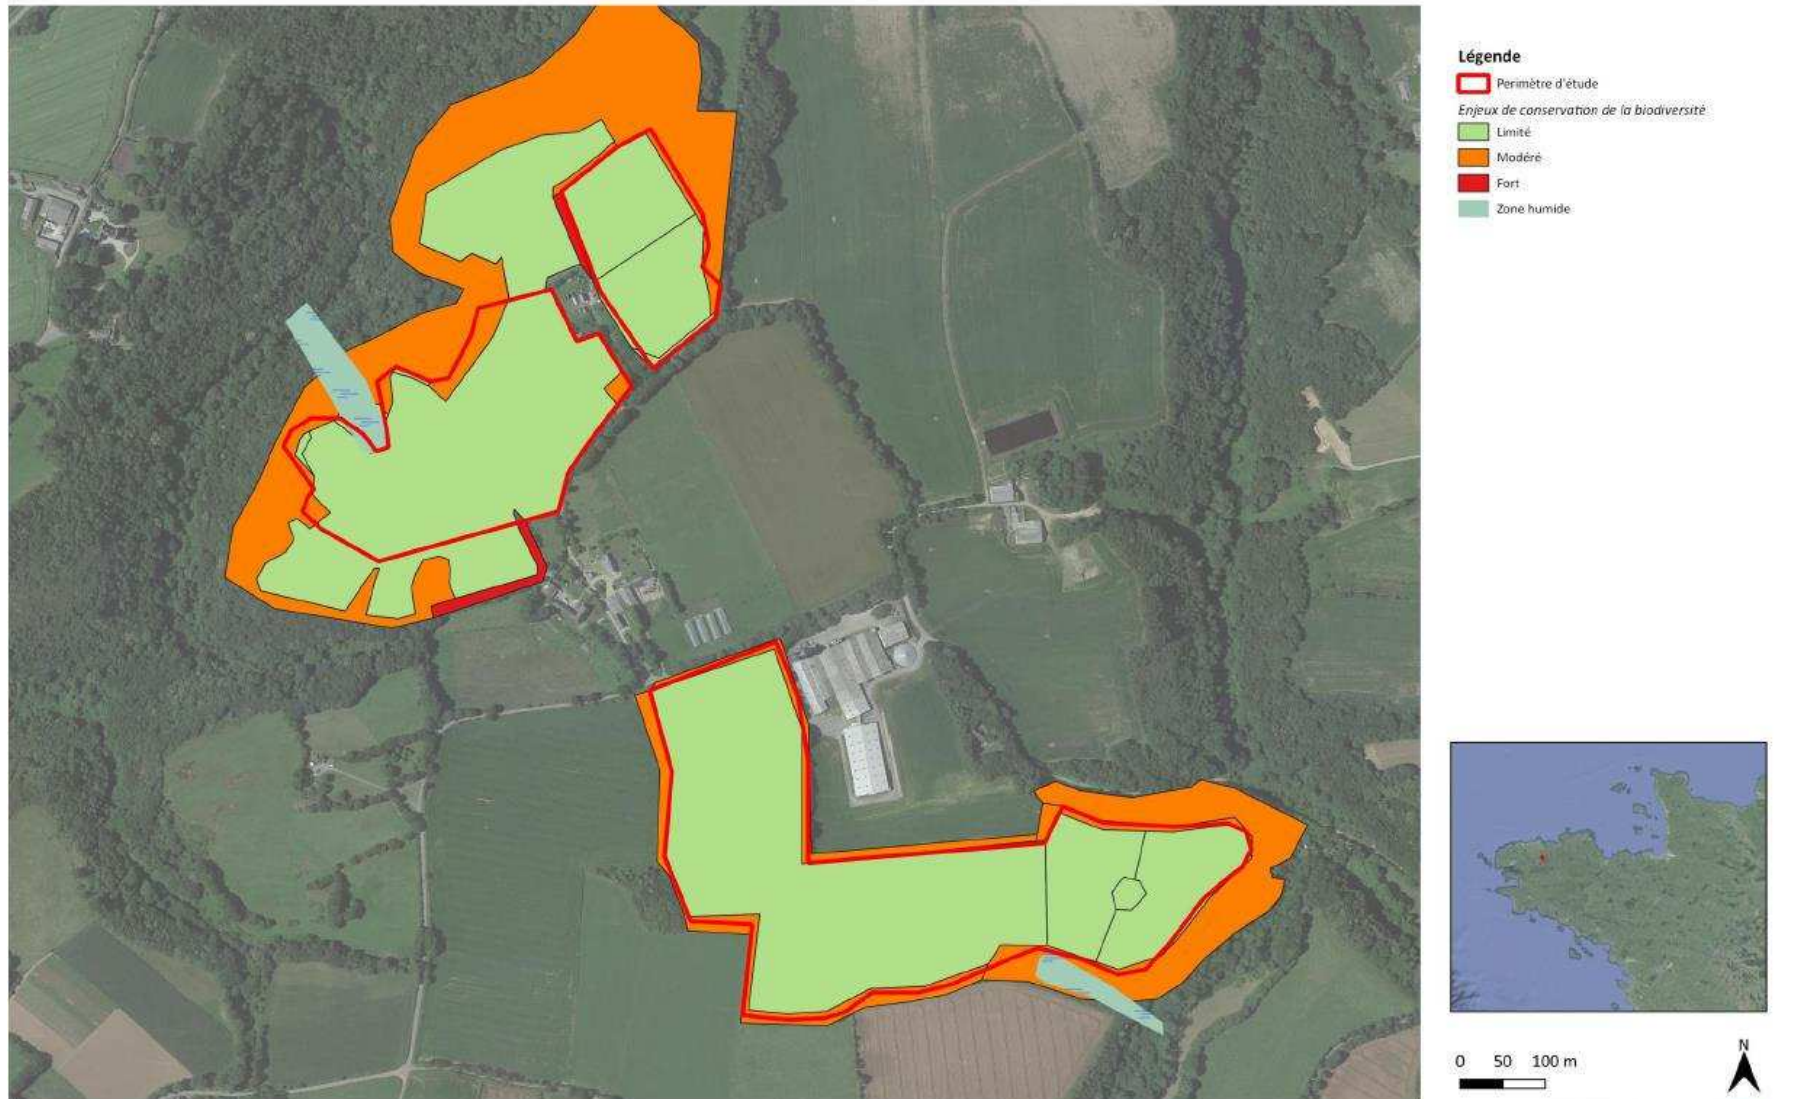 Légende
Perimètre d'étude
Enjeux de conservation de la biodiversité
Limité
Modéré
Fort
Zone humide
N
0 50 100 m